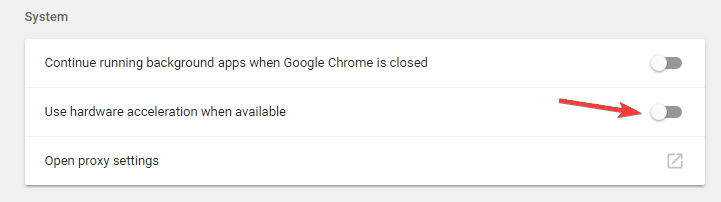 System
Continue running background apps when Google Chrome is closed
Use hardware acceleration when available
Open proxy settings